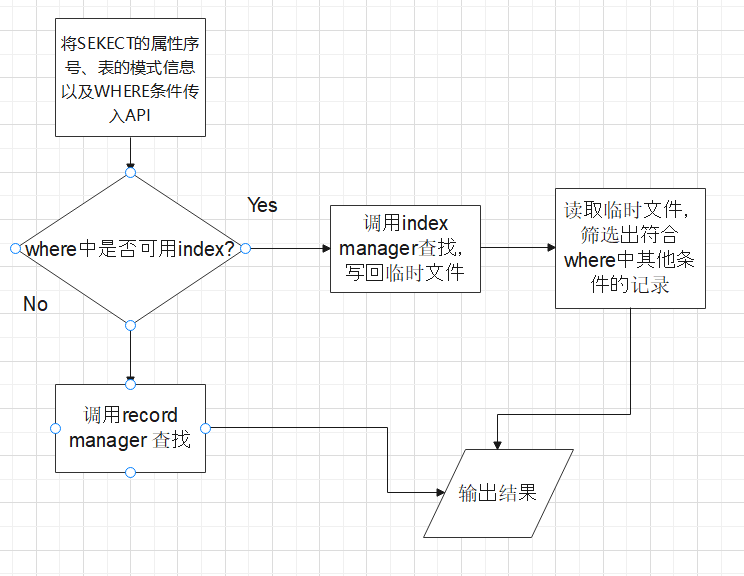 将SEKECT的属性序
号、表的模式信息
以及WHERE条件传
入API
where中是否可用index?
Yes
调用index
manager查找,
写回临时文件
读取临时文件,
筛选出符合
where中其他条
件的记录
No
调用record
manager 查找
输出结果